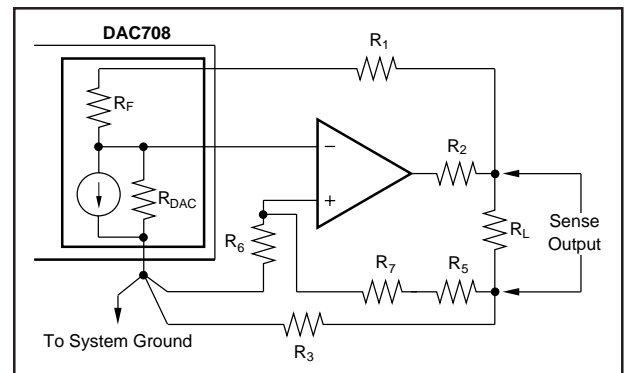 DAC708
R1
RF
R2
−
+
RDAC
RL
Sense
Output
R6
R7
R5
To System Ground
R3